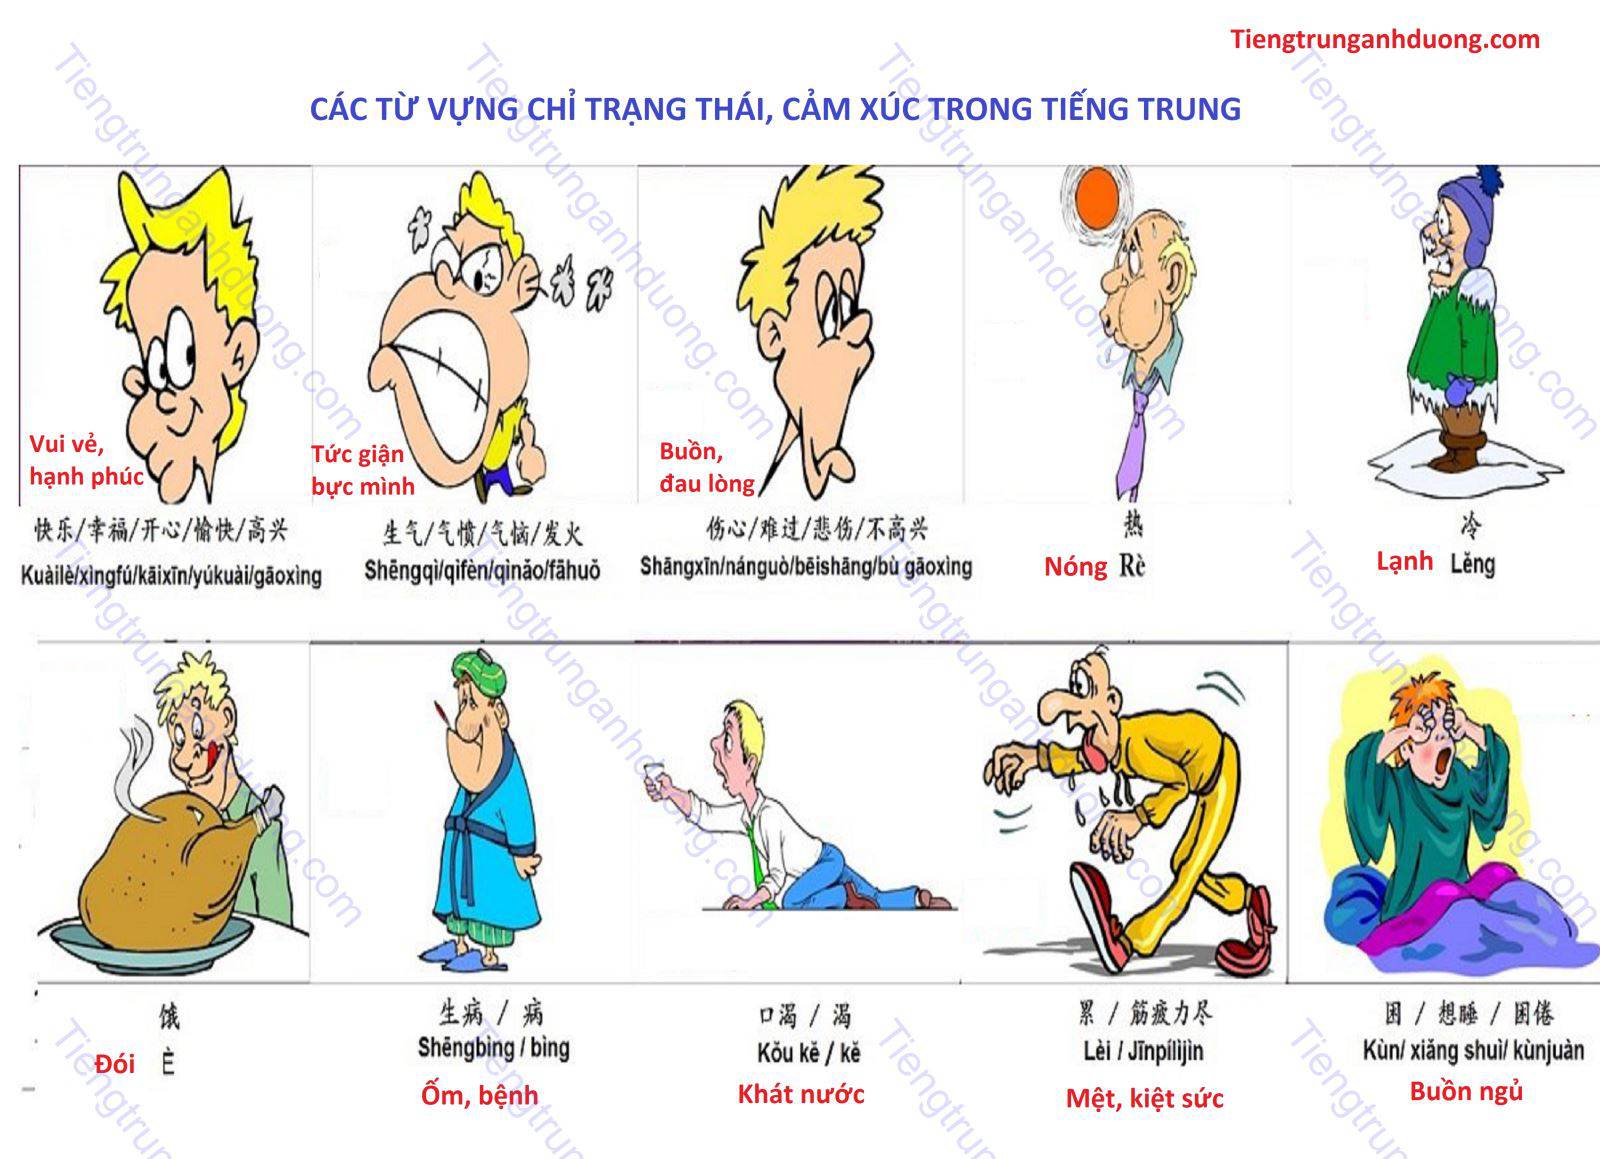 Tiengtrunganhduong.com
CÁC TỪ VỰNG CHỈ TRẠNG THÁI, CẢM XÚC TRONG TIẾNG TRUNG
Vui vẻ,
hạnh phúc
Tức giận
bực mình
Buồn,
đau lòng
快乐/幸福/开心/愉快/高兴
Kuàilè/xìngfú/kāixīn/yúkuài/gāoxìng
生气/气愤/气恼/发火
Shēngqì/qìfèn/qìnǎo/fāhuǒ
伤心/难过/悲伤/不高兴
Shāngxīn/nánguò/bēishāng/bù gāoxìng
热
Nóng Rè
冷
Lạnh Lěng
饿
Đói È
生病 / 病
Shēngbìng / bìng
Ốm, bệnh
口渴 / 渴
Kǒu kě / kě
Khát nước
累 / 筋疲力尽
Lèi / Jīnpílìjìn
Mệt, kiệt sức
困 / 想睡 / 困倦
Kùn/ xiǎng shuì/ kùnjuàn
Buồn ngủ
Tiengtrunganhduong.com